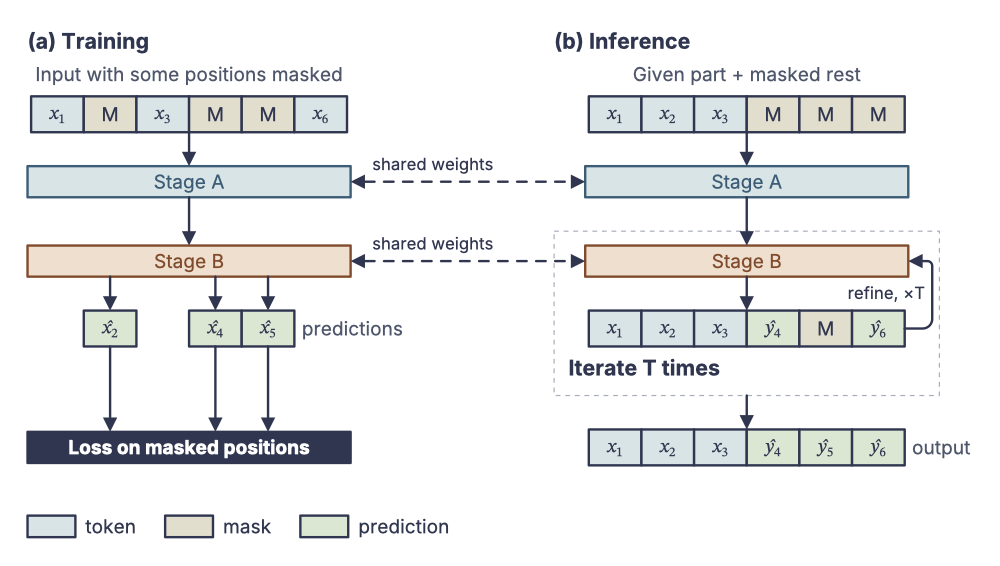 (a) Training
Input with some positions masked
x₁ M x₃ M M x₆
Stage A
Stage B
x̂₂ x̂₄ x̂₅ predictions
Loss on masked positions
shared weights
shared weights
(b) Inference
Given part + masked rest
x₁ x₂ x₃ M M M
Stage A
Stage B
refine, ×T
x₁ x₂ x₃ ŷ₄ M ŷ₆
Iterate T times
x₁ x₂ x₃ ŷ₄ ŷ₅ ŷ₆ output
token mask prediction